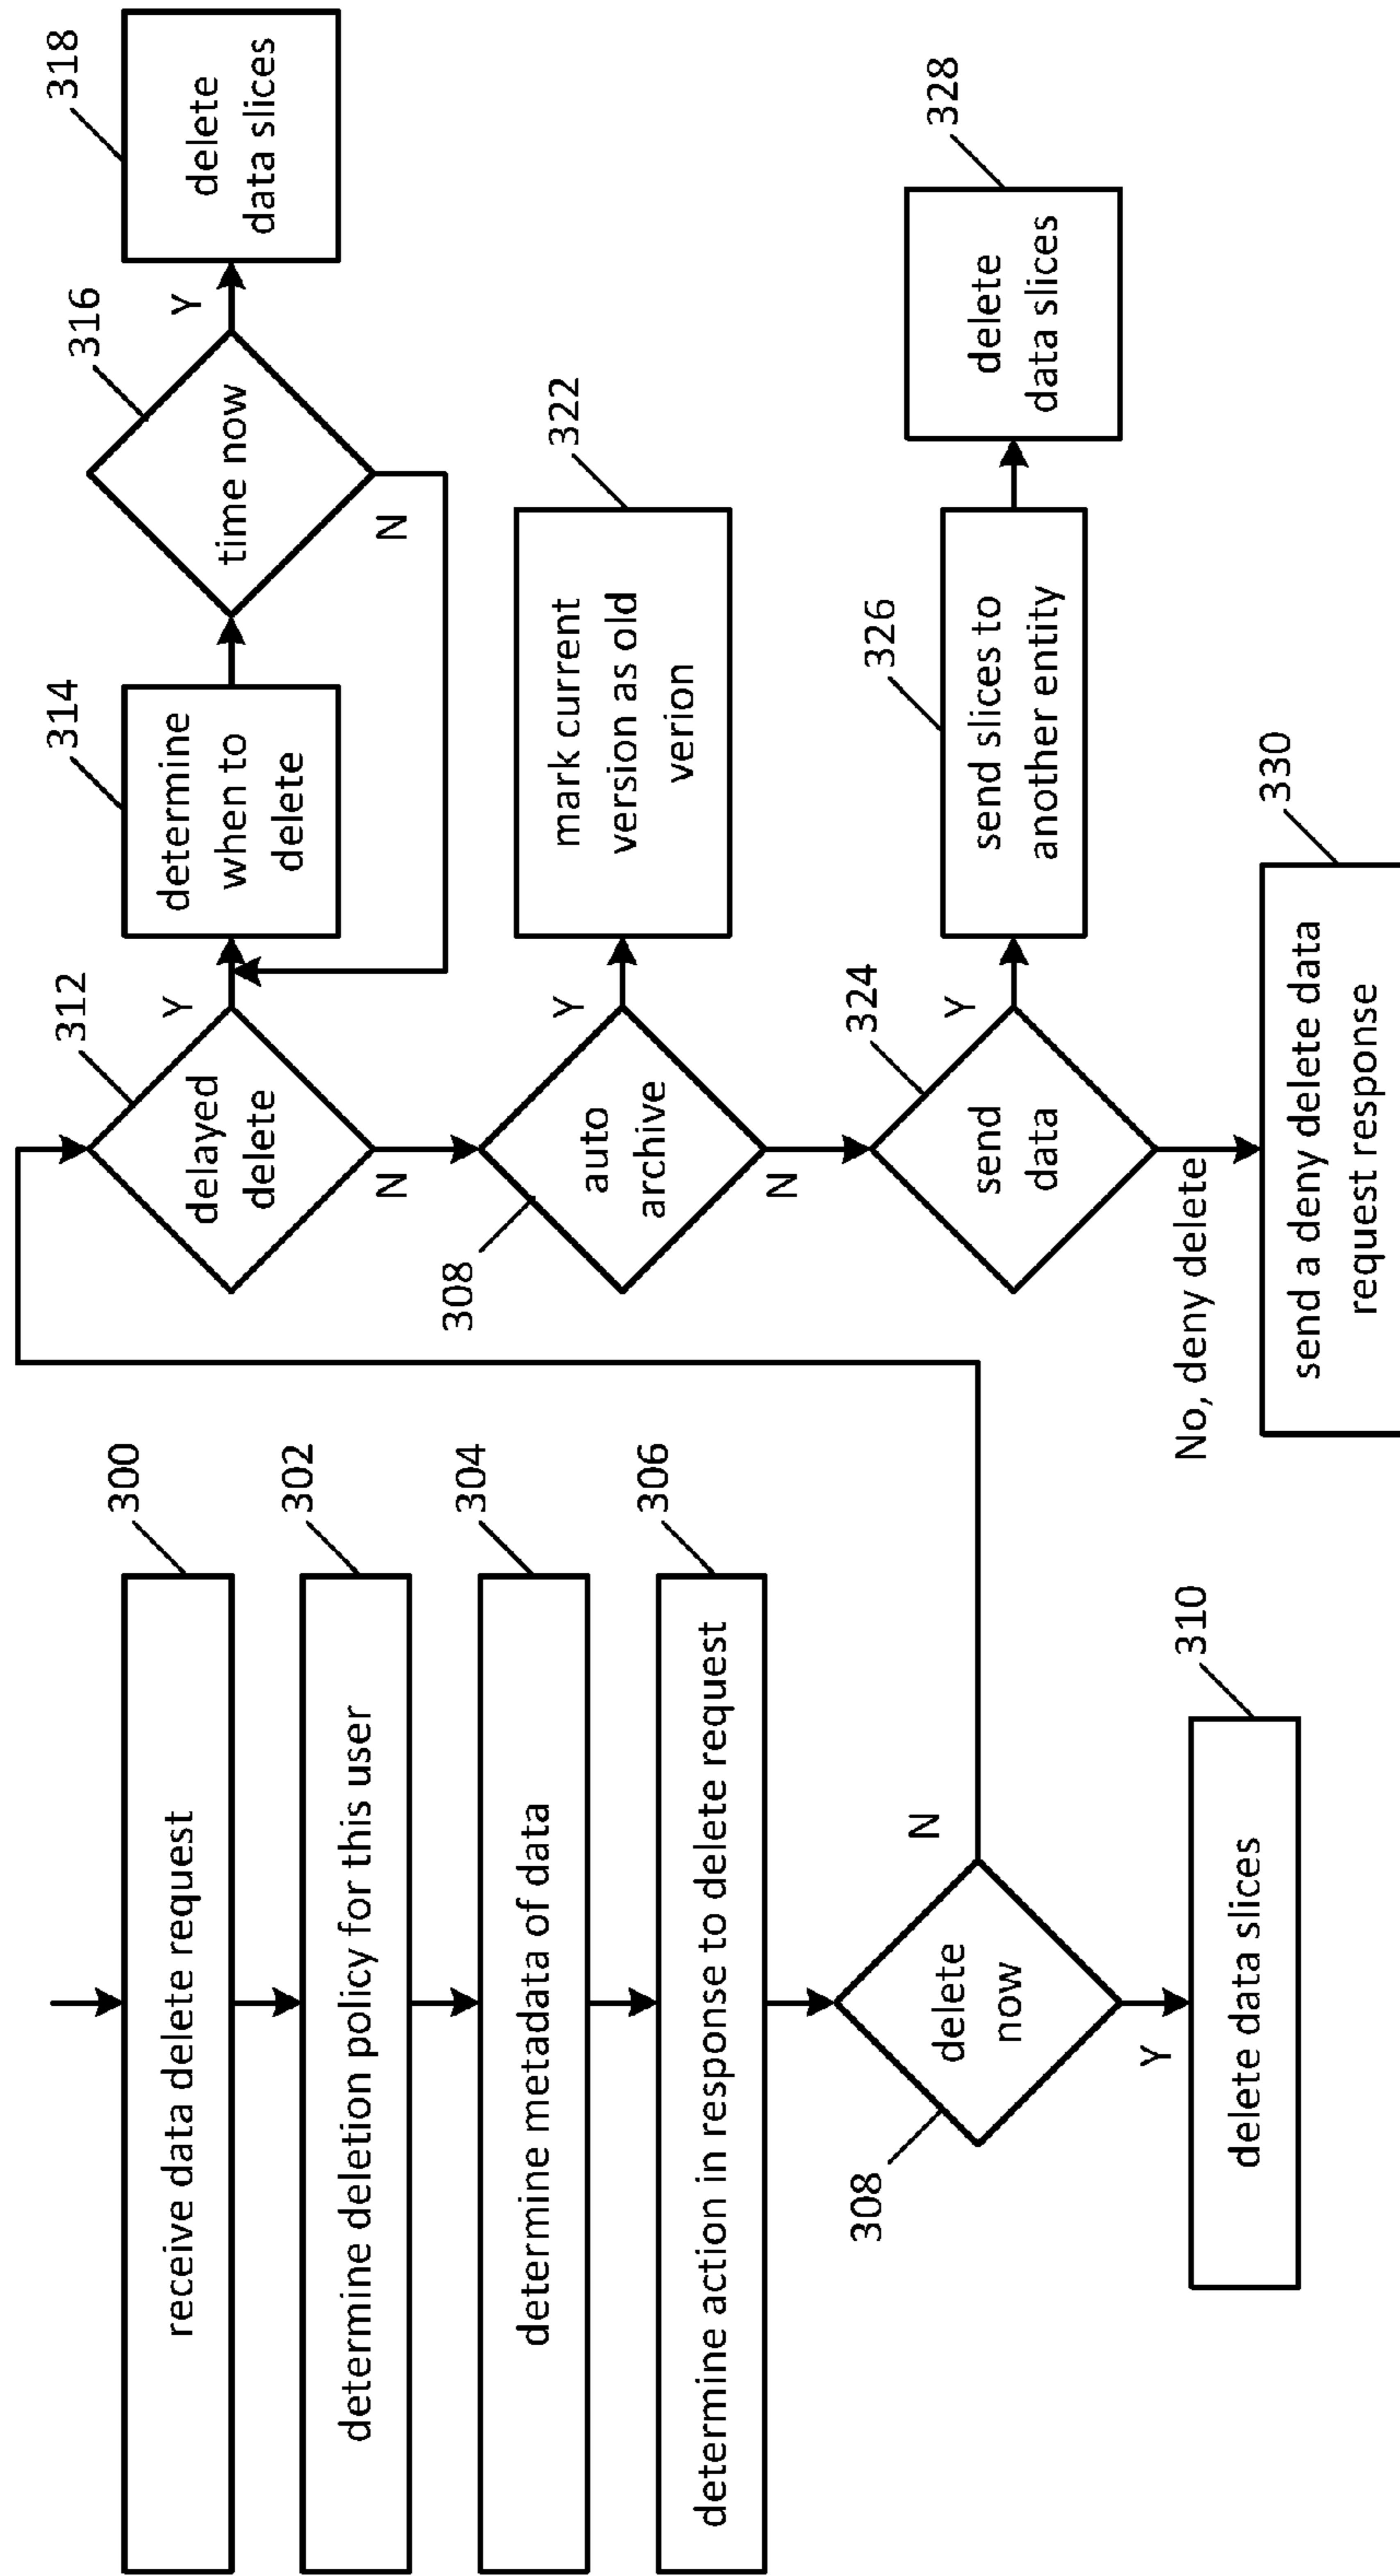 300
receive data delete request
302
determine deletion policy for this user
304
determine metadata of data
306
determine action in response to delete request
308
delete
now
N
Y
310
delete data slices
312
delayed
delete
Y
N
314
determine
when to
delete
316
time now
Y
N
318
delete
data slices
308
auto
archive
Y
N
322
mark current
version as old
verion
324
send
data
Y
No, deny delete
326
send slices to
another entity
328
delete
data slices
330
send a deny delete data
request response